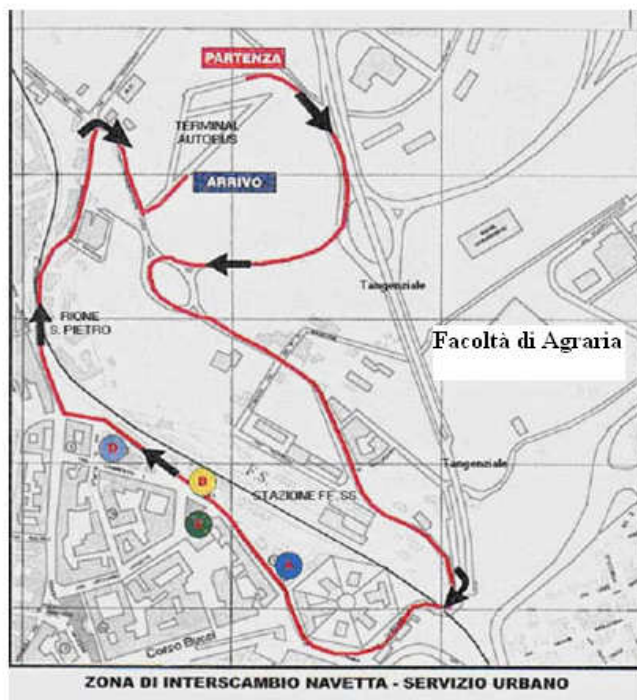 PARTENZA
TERMINAL
AUTOBUS
ARRIVO
Tangenziale
RIONE
S. PIETRO
Facoltà di Agraria
D
B
F.S.
Tangenziale
STAZIONE FF. SS.
A
Corso Bucci
ZONA DI INTERSCAMBIO NAVETTA - SERVIZIO URBANO